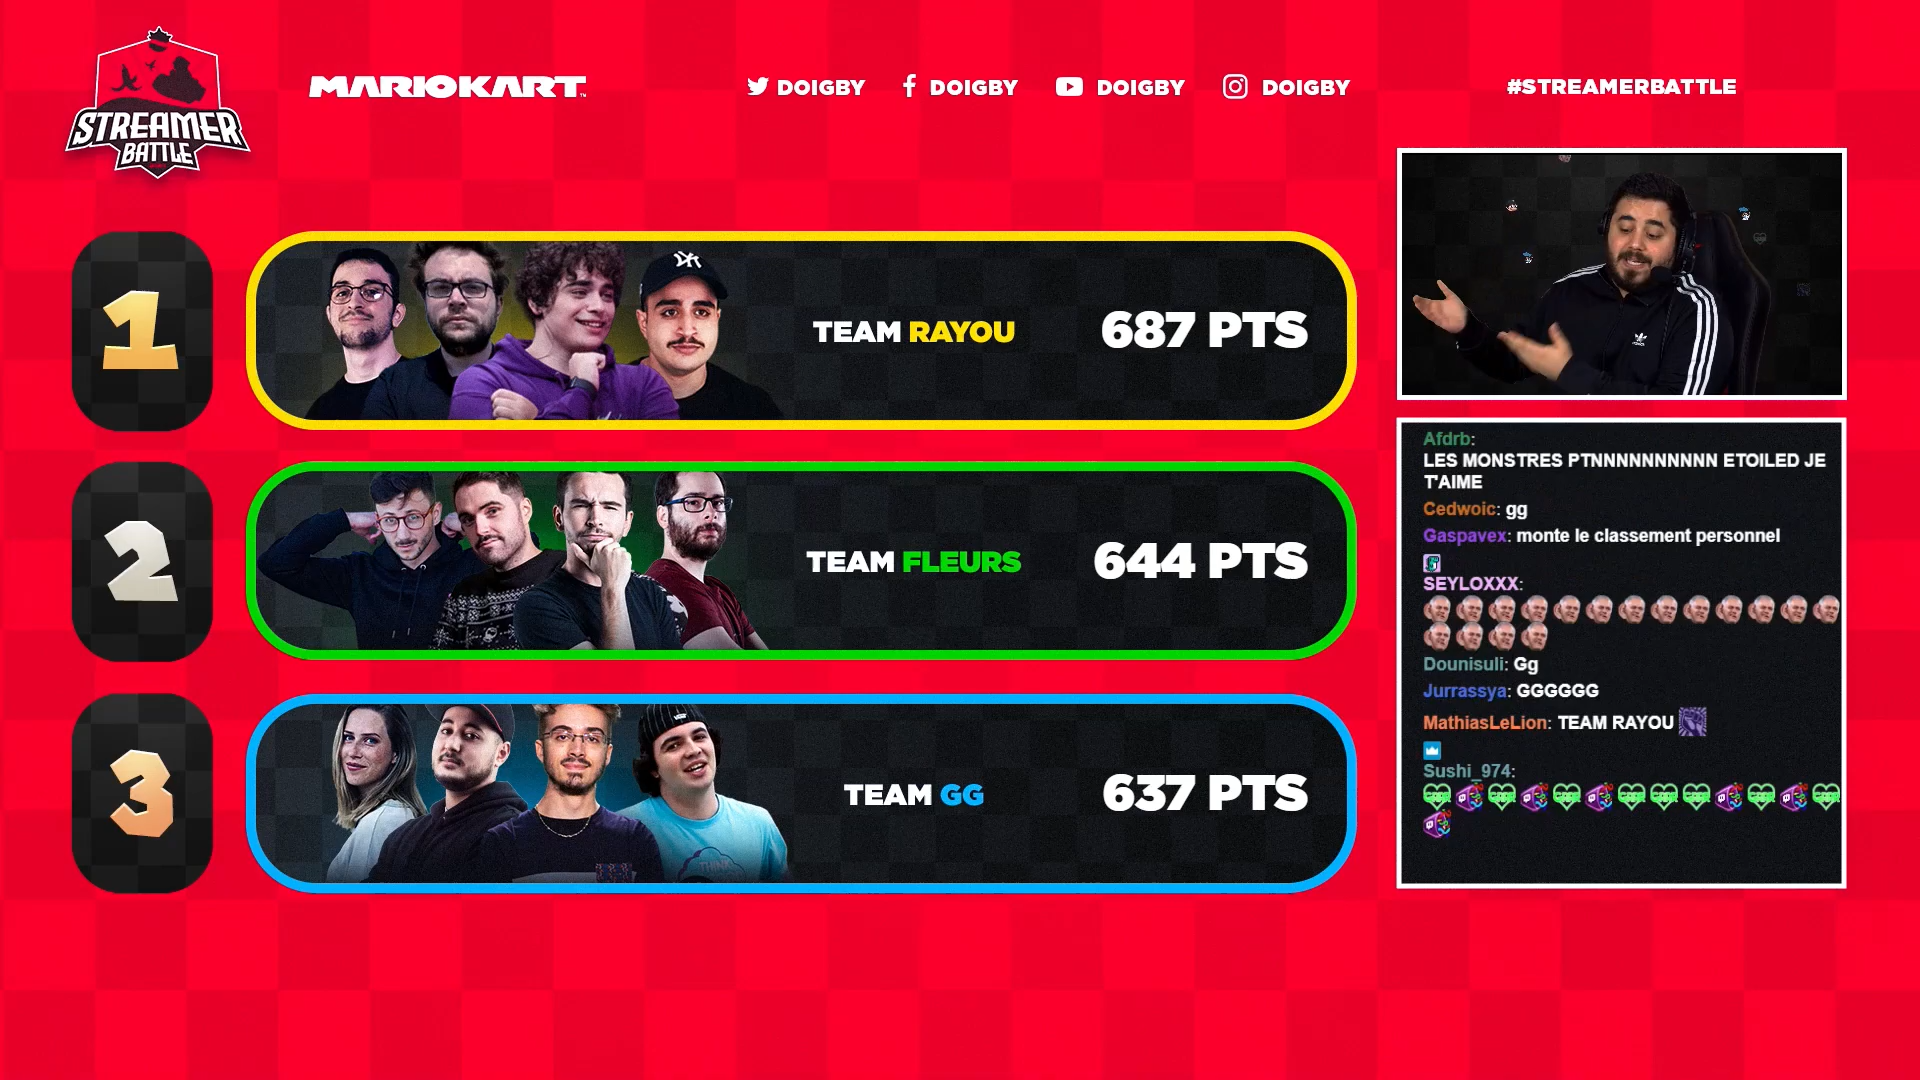 STREAMER
BATTLE
MARIOKART™
DOIGBY
DOIGBY
DOIGBY
DOIGBY
#STREAMERBATTLE
1
TEAM RAYOU
687 PTS
2
TEAM FLEURS
644 PTS
3
TEAM GG
637 PTS
Afdrb:
LES MONSTRES PTNNNNNNNNNN ETOILED JE
T'AIME
Cedwoic: gg
Gaspavex: monte le classement personnel
SEYLOXXX:
Dounisuli: Gg
Jurrassya: GGGGGG
MathiasLeLion: TEAM RAYOU
Sushi_974: